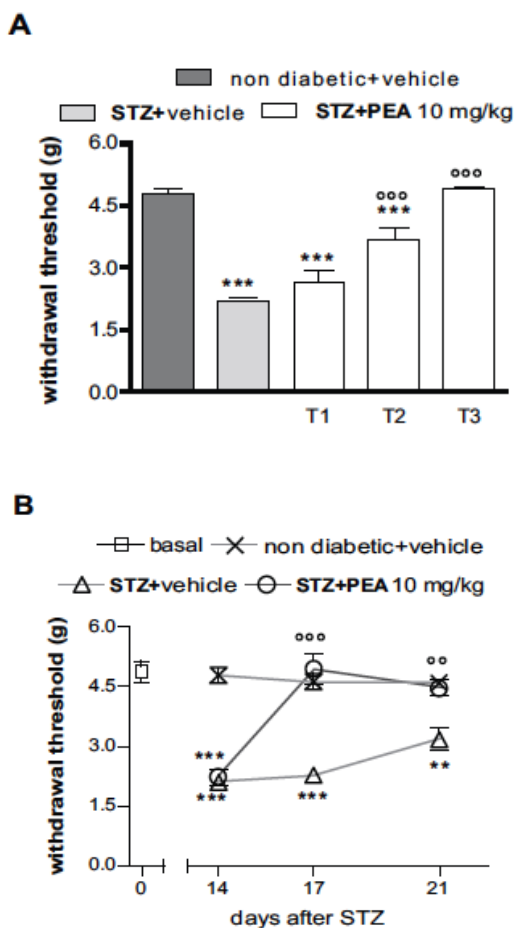 A
non diabetic+vehicle
STZ+vehicle STZ+PEA 10 mg/kg
withdrawal threshold (g)
6.0
°°°
°°°
4.5
***
***
3.0
***
1.5
0.0
T1 T2 T3
B
basal non diabetic+vehicle
STZ+vehicle STZ+PEA 10 mg/kg
withdrawal threshold (g)
6.0
°°°
°°
4.5
3.0
***
**
***
***
1.5
0.0
0 14 17 21
days after STZ